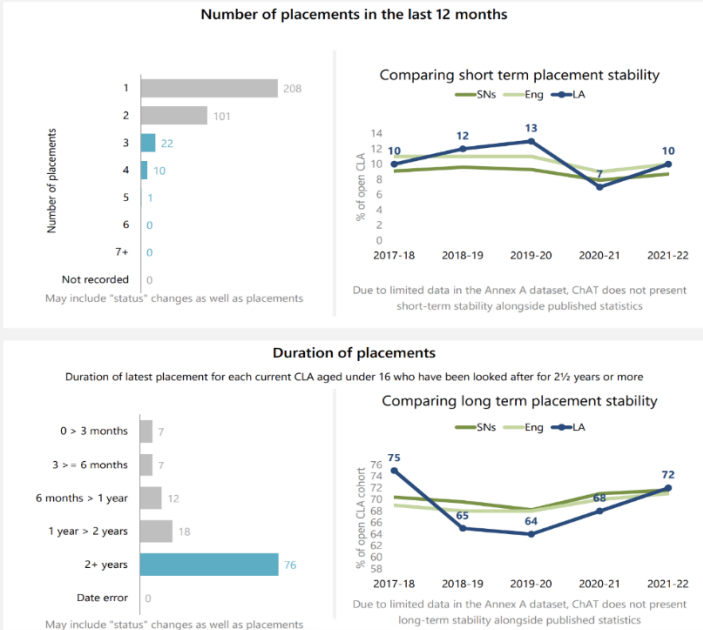 Number of placements in the last 12 months
Number of placements
1
208
2
101
3
22
4
10
5
1
6
0
7+
0
Not recorded
0
May include "status" changes as well as placements
Comparing short term placement stability
SNs Eng LA
% of open CLA
14
12
10
8
6
4
2
0
10
12
13
7
10
2017-18 2018-19 2019-20 2020-21 2021-22
Due to limited data in the Annex A dataset, ChAT does not present
short-term stability alongside published statistics
Duration of placements
Duration of latest placement for each current CLA aged under 16 who have been looked after for 2½ years or more
0 > 3 months
7
3 >= 6 months
7
6 months > 1 year
12
1 year > 2 years
18
2+ years
76
Date error
0
May include "status" changes as well as placements
Comparing long term placement stability
SNs Eng LA
% of open CLA cohort
76
74
72
70
68
66
64
62
60
58
75
65
64
68
72
2017-18 2018-19 2019-20 2020-21 2021-22
Due to limited data in the Annex A dataset, ChAT does not present
long-term stability alongside published statistics